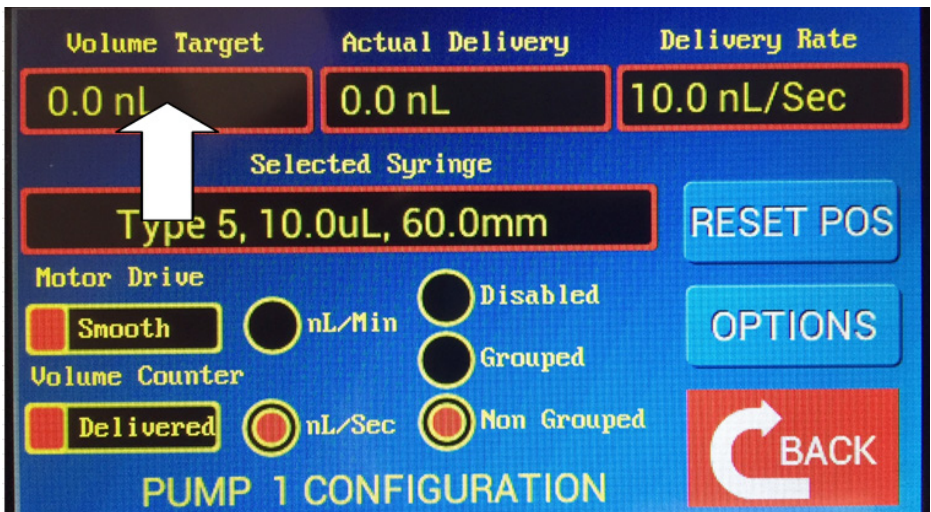 Volume Target Actual Delivery Delivery Rate
0.0 nL 0.0 nL 10.0 nL/Sec
Selected Syringe
Type 5, 10.0uL, 60.0mm RESET POS
Motor Drive
Disabled
Smooth nL/Min OPTIONS
Grouped
Volume Counter
Delivered nL/Sec Non Grouped
BACK
PUMP 1 CONFIGURATION